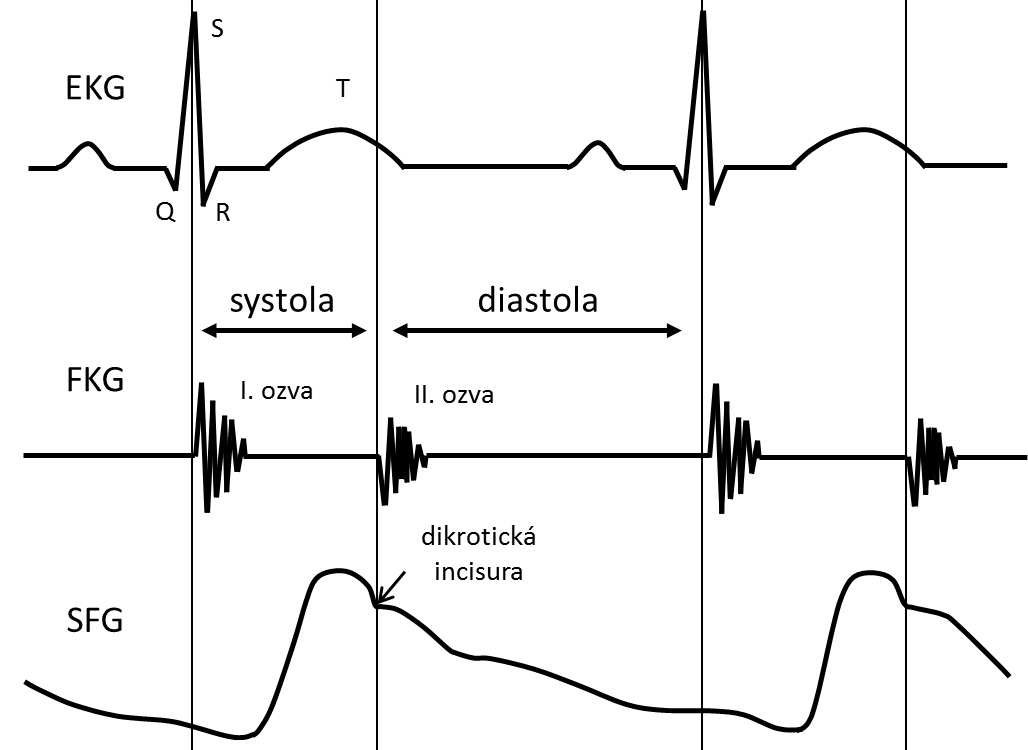 S
T
EKG
Q
R
systola
diastola
FKG
I. ozva
II. ozva
dikrotická
incisura
SFG